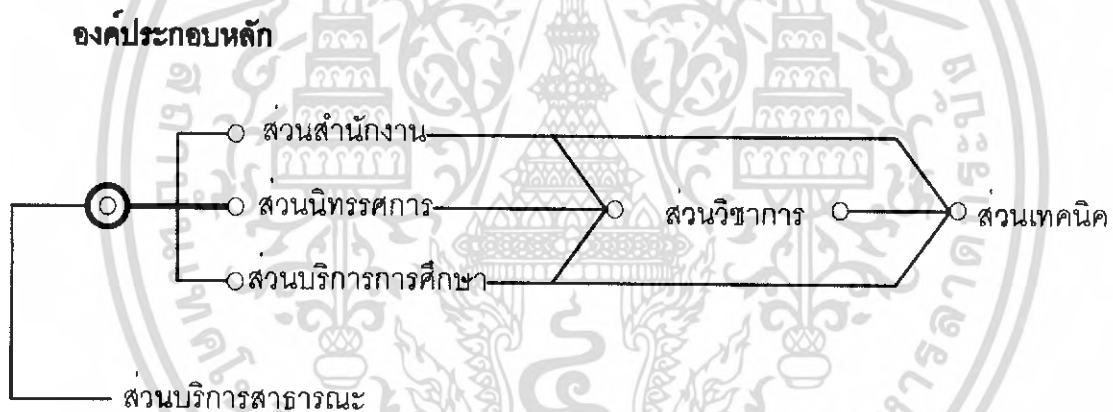 องค์ประกอบหลัก
ส่วนสำนักงาน
ส่วนนิทรรศการ
ส่วนวิชาการ
ส่วนเทคนิค
ส่วนบริการการศึกษา
ส่วนบริการสาธารณะ